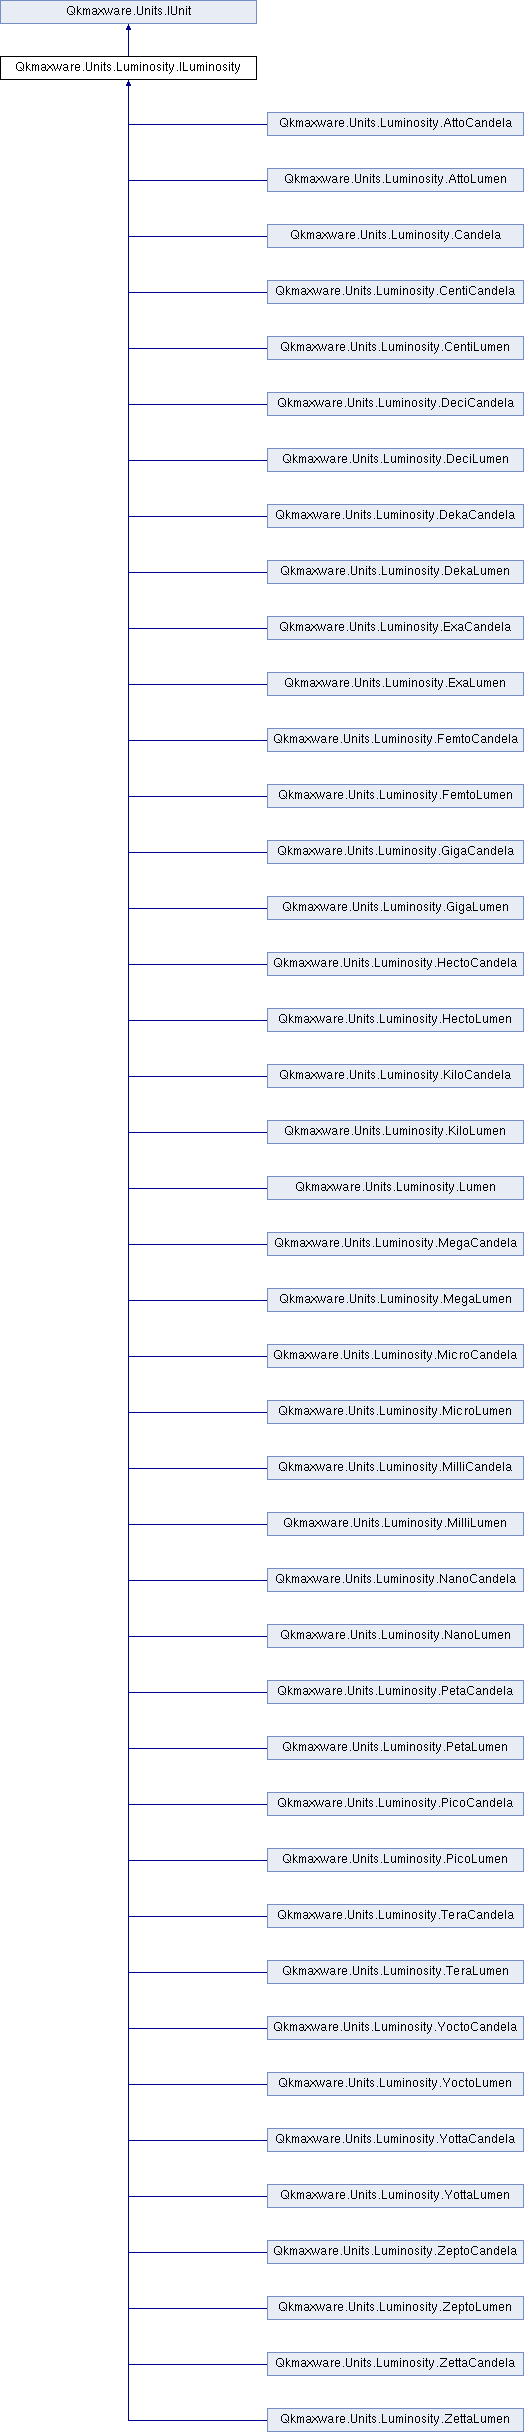 Qkmaxware.Units.IUnit
Qkmaxware.Units.Luminosity.ILuminosity
Qkmaxware.Units.Luminosity.AttoCandela
Qkmaxware.Units.Luminosity.AttoLumen
Qkmaxware.Units.Luminosity.Candela
Qkmaxware.Units.Luminosity.CentiCandela
Qkmaxware.Units.Luminosity.CentiLumen
Qkmaxware.Units.Luminosity.DeciCandela
Qkmaxware.Units.Luminosity.DeciLumen
Qkmaxware.Units.Luminosity.DekaCandela
Qkmaxware.Units.Luminosity.DekaLumen
Qkmaxware.Units.Luminosity.ExaCandela
Qkmaxware.Units.Luminosity.ExaLumen
Qkmaxware.Units.Luminosity.FemtoCandela
Qkmaxware.Units.Luminosity.FemtoLumen
Qkmaxware.Units.Luminosity.GigaCandela
Qkmaxware.Units.Luminosity.GigaLumen
Qkmaxware.Units.Luminosity.HectoCandela
Qkmaxware.Units.Luminosity.HectoLumen
Qkmaxware.Units.Luminosity.KiloCandela
Qkmaxware.Units.Luminosity.KiloLumen
Qkmaxware.Units.Luminosity.Lumen
Qkmaxware.Units.Luminosity.MegaCandela
Qkmaxware.Units.Luminosity.MegaLumen
Qkmaxware.Units.Luminosity.MicroCandela
Qkmaxware.Units.Luminosity.MicroLumen
Qkmaxware.Units.Luminosity.MilliCandela
Qkmaxware.Units.Luminosity.MilliLumen
Qkmaxware.Units.Luminosity.NanoCandela
Qkmaxware.Units.Luminosity.NanoLumen
Qkmaxware.Units.Luminosity.PetaCandela
Qkmaxware.Units.Luminosity.PetaLumen
Qkmaxware.Units.Luminosity.PicoCandela
Qkmaxware.Units.Luminosity.PicoLumen
Qkmaxware.Units.Luminosity.TeraCandela
Qkmaxware.Units.Luminosity.TeraLumen
Qkmaxware.Units.Luminosity.YoctoCandela
Qkmaxware.Units.Luminosity.YoctoLumen
Qkmaxware.Units.Luminosity.YottaCandela
Qkmaxware.Units.Luminosity.YottaLumen
Qkmaxware.Units.Luminosity.ZeptoCandela
Qkmaxware.Units.Luminosity.ZeptoLumen
Qkmaxware.Units.Luminosity.ZettaCandela
Qkmaxware.Units.Luminosity.ZettaLumen